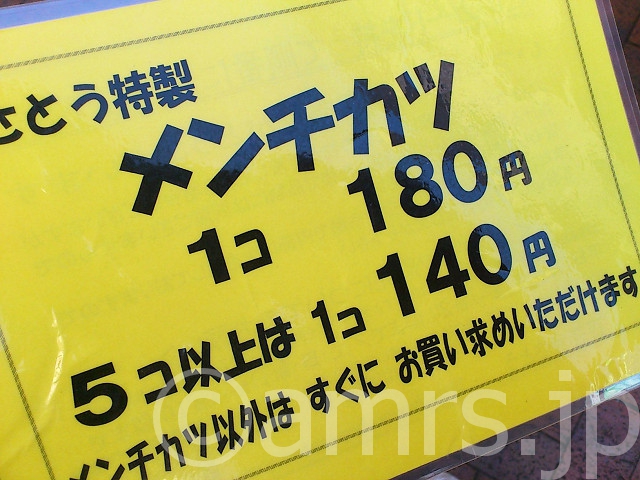 さとう特製
メンチカツ
1コ 180円
5コ以上は 1コ 140円
メンチカツ以外は すぐに お買い求めいただけます
©amrs.jp